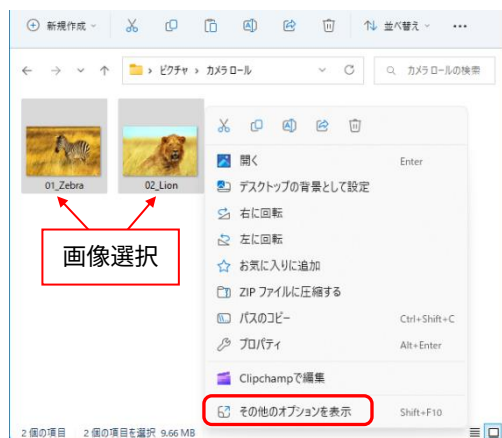 新規作成
並べ替え
ピクチャ › カメラロール
カメラロールの検索
01_Zebra
02_Lion
画像選択
開く Enter
デスクトップの背景として設定
右に回転
左に回転
お気に入りに追加
ZIP ファイルに圧縮する
パスのコピー Ctrl+Shift+C
プロパティ Alt+Enter
Clipchampで編集
その他のオプションを表示 Shift+F10
2 個の項目 2 個の項目を選択 9.66 MB